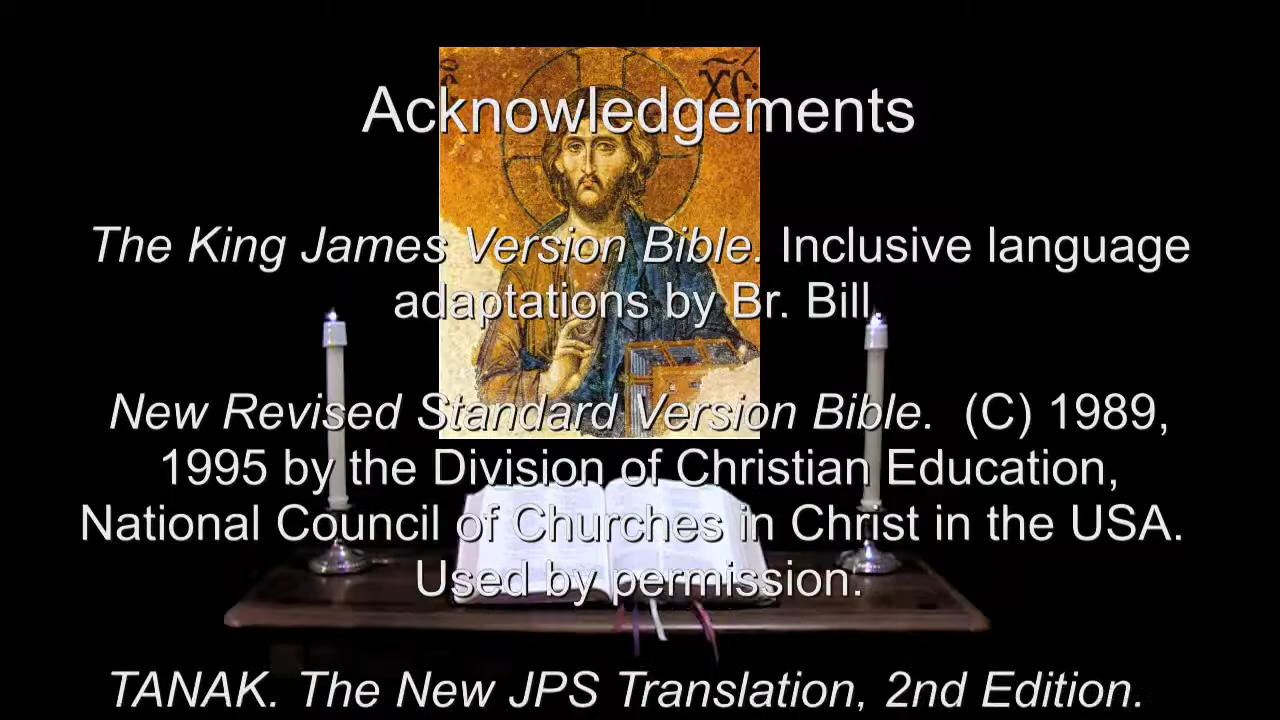 Acknowledgements
The King James Version Bible. Inclusive language
adaptations by Br. Bill.
New Revised Standard Version Bible. (C) 1989,
1995 by the Division of Christian Education,
National Council of Churches in Christ in the USA.
Used by permission.
TANAK. The New JPS Translation, 2nd Edition.